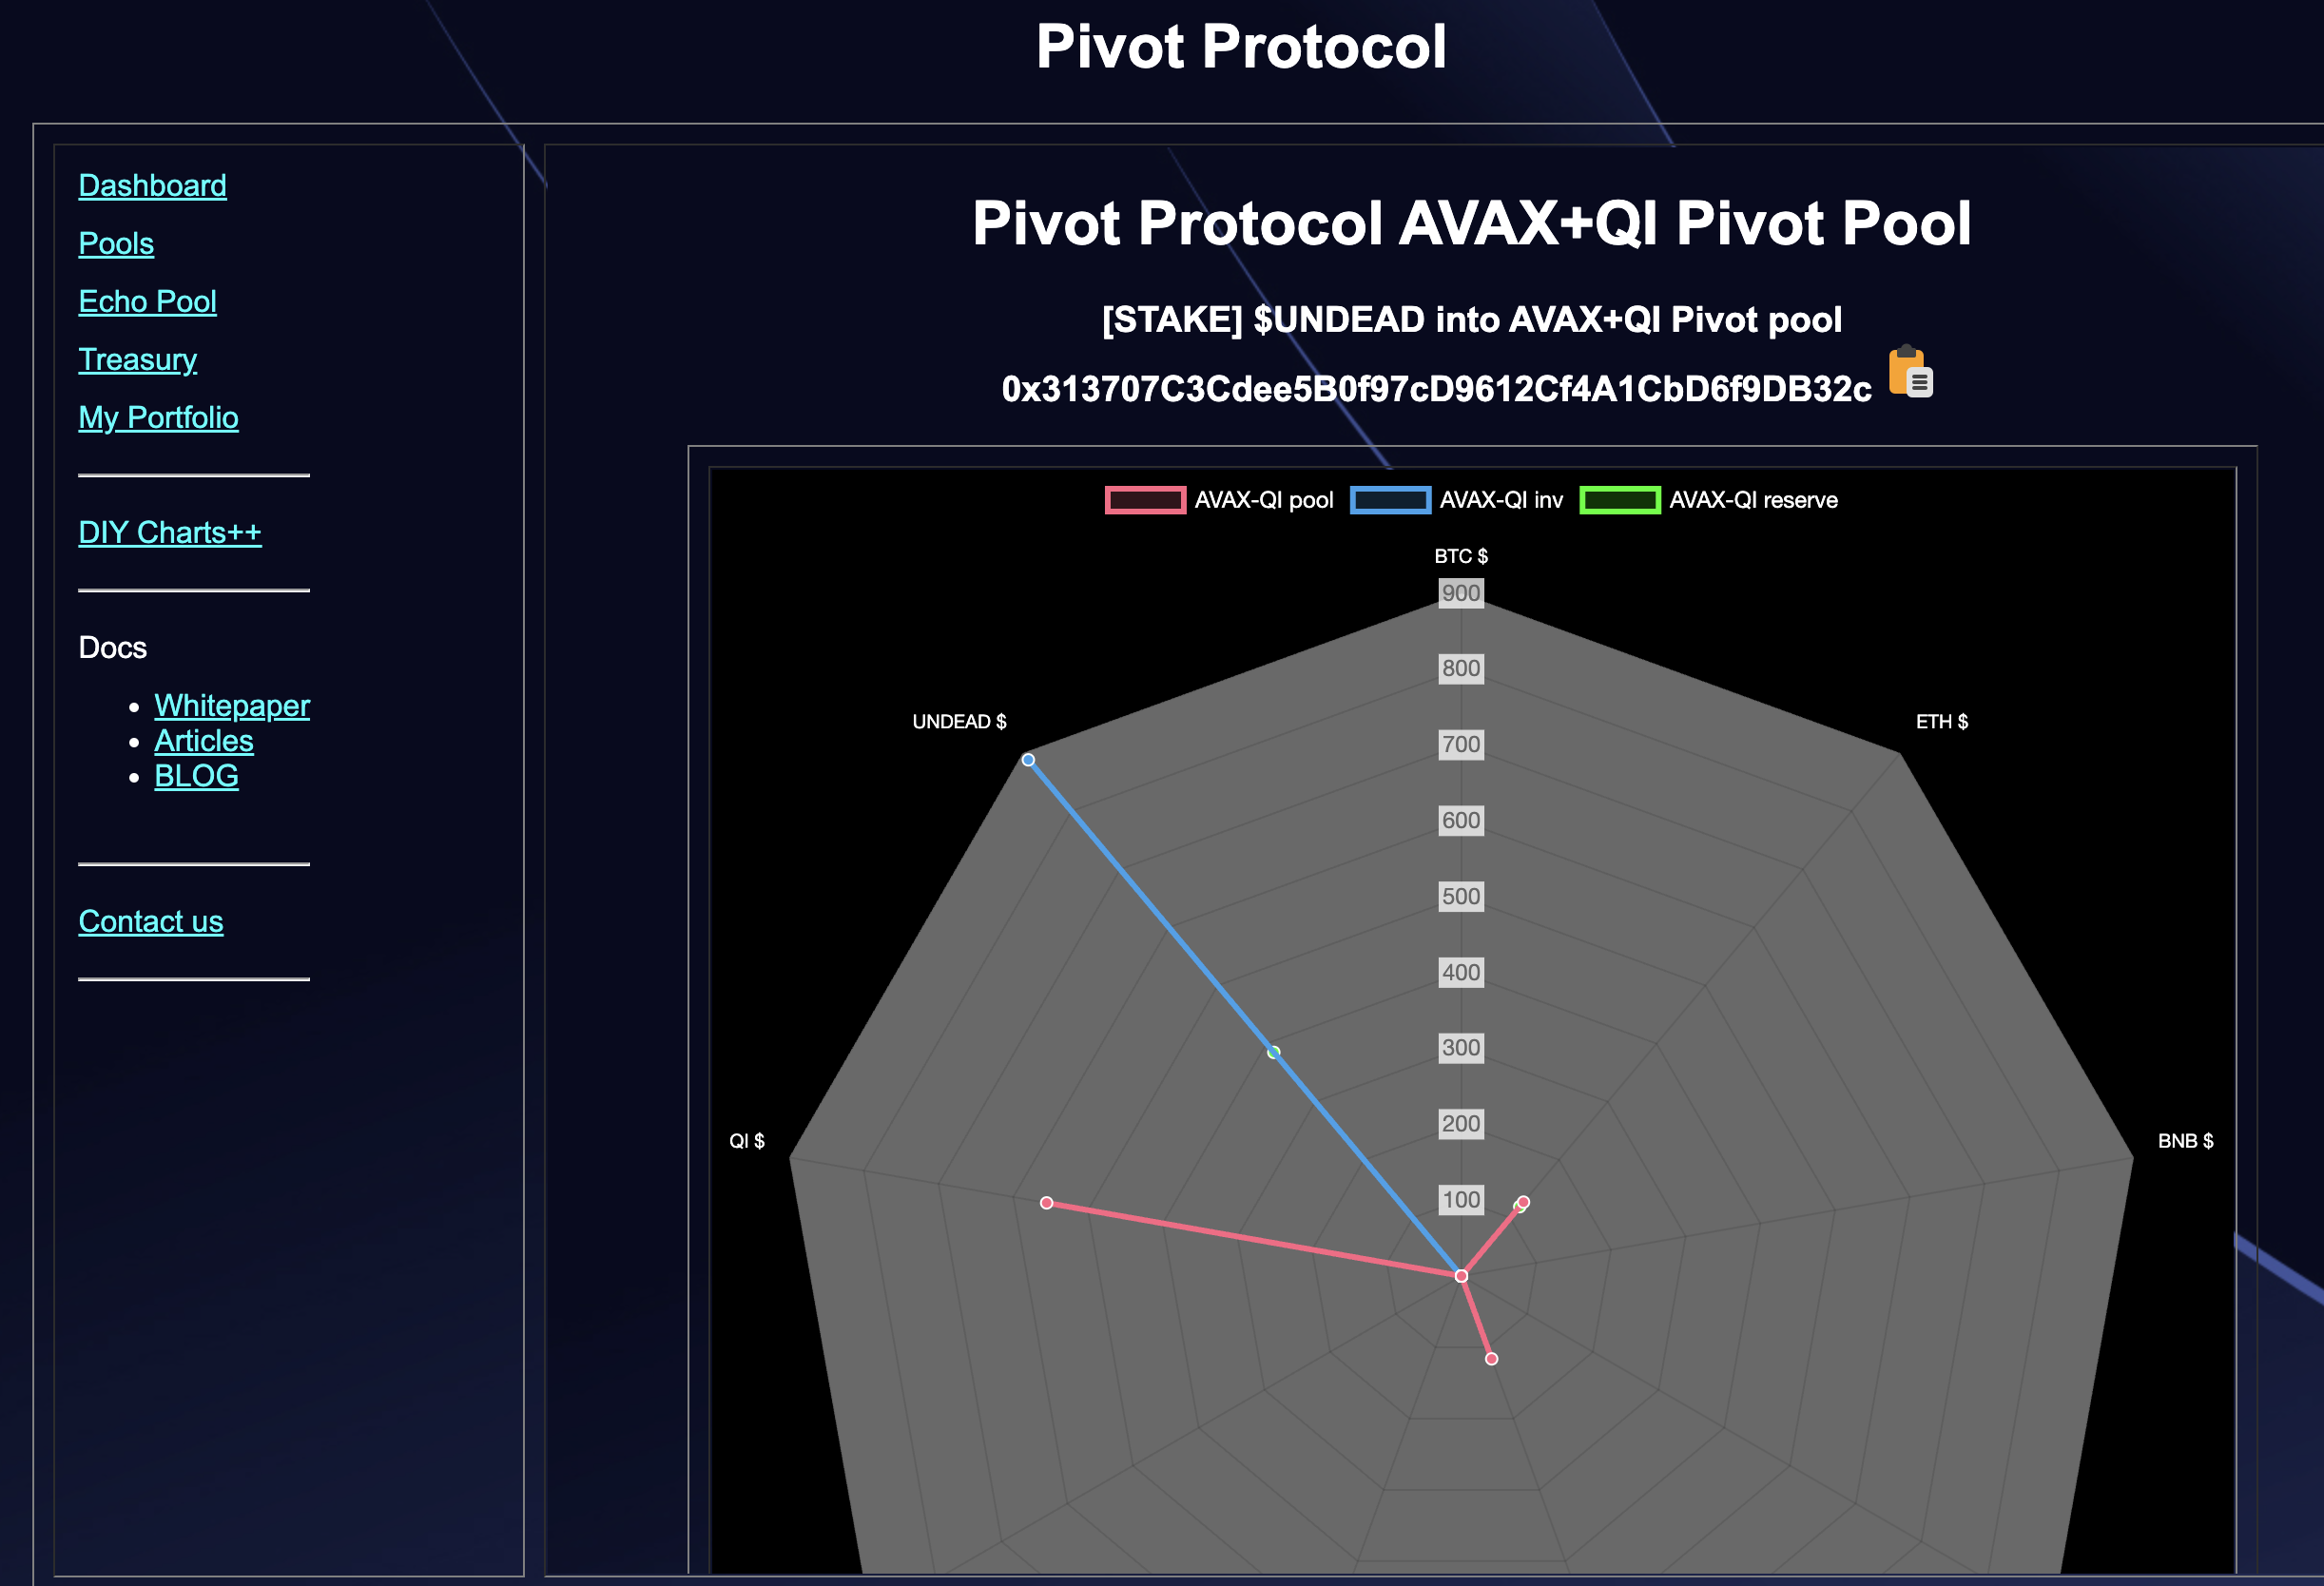 Pivot Protocol
Dashboard
Pools
Echo Pool
Treasury
My Portfolio
DIY Charts++
Docs
Whitepaper
Articles
BLOG
Contact us
Pivot Protocol AVAX+QI Pivot Pool
[STAKE] $UNDEAD into AVAX+QI Pivot pool
0x313707C3Cdee5B0f97cD9612Cf4A1CbD6f9DB32c
AVAX-QI pool AVAX-QI inv AVAX-QI reserve
BTC $
900
800
UNDEAD $ ETH $
700
600
500
400
300
200
QI $ BNB $
100